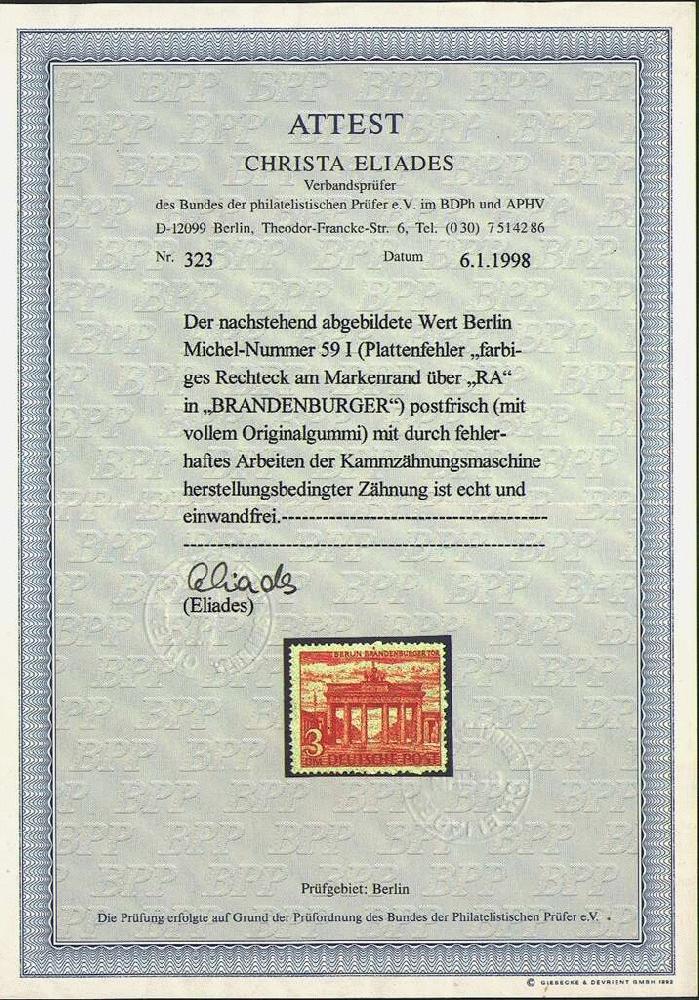 ATTEST
CHRISTA ELIADES
Verbandsprüfer
des Bundes der philatelistischen Prüfer e.V. im BDPh und APHV
D-12099 Berlin, Theodor-Francke-Str. 6, Tel. (030) 7514286
Nr. 323 Datum 6.1.1998
Der nachstehend abgebildete Wert Berlin
Michel-Nummer 59 I (Plattenfehler „farbi-
ges Rechteck am Markenrand über „RA“
in „BRANDENBURGER“) postfrisch (mit
vollem Originalgummi) mit durch fehler-
haftes Arbeiten der Kammzähnungsmaschine
herstellungsbedingter Zähnung ist echt und
einwandfrei.
Eliades
(Eliades)
BERLIN BRANDENBURGER TOR
3
DM DEUTSCHE POST
Prüfgebiet: Berlin
Die Prüfung erfolgte auf Grund der Prüfordnung des Bundes der Philatelistischen Prüfer e.V.
© GIESECKE & DEVRIENT GMBH 1992